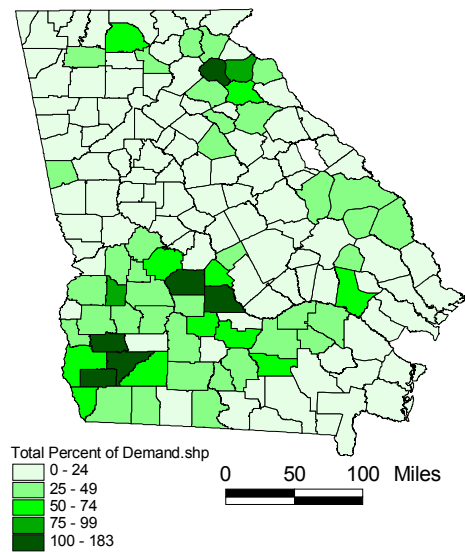 Total Percent of Demand.shp
0 - 24
25 - 49
50 - 74
75 - 99
100 - 183
0 50 100 Miles